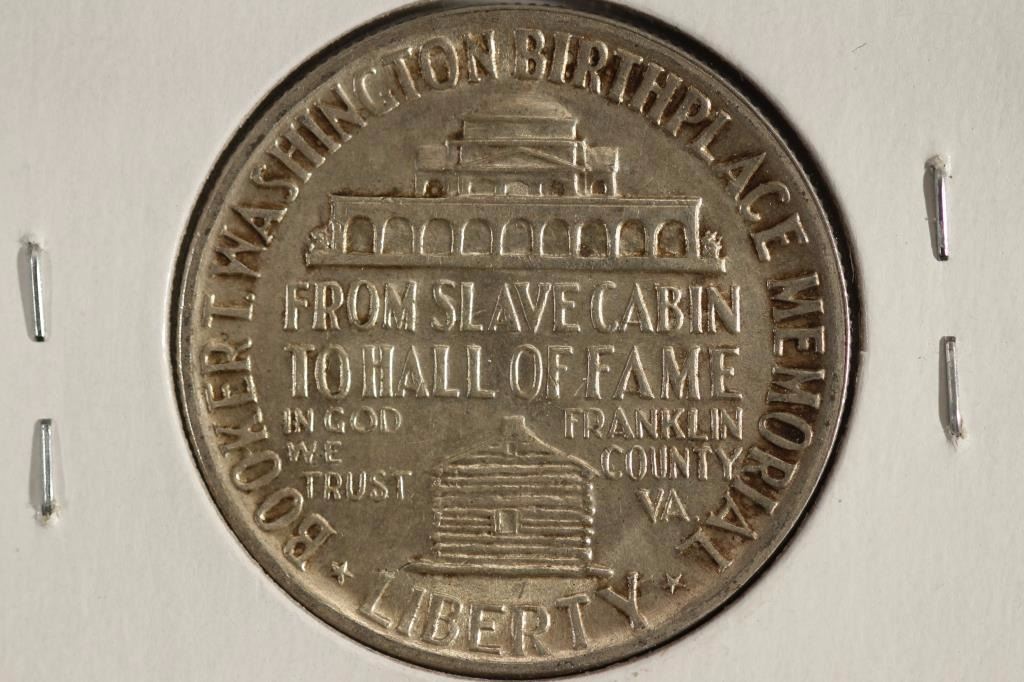 BOOKER T. WASHINGTON BIRTHPLACE MEMORIAL
FROM SLAVE CABIN
TO HALL OF FAME
IN GOD
WE
TRUST
FRANKLIN
COUNTY
VA.
LIBERTY